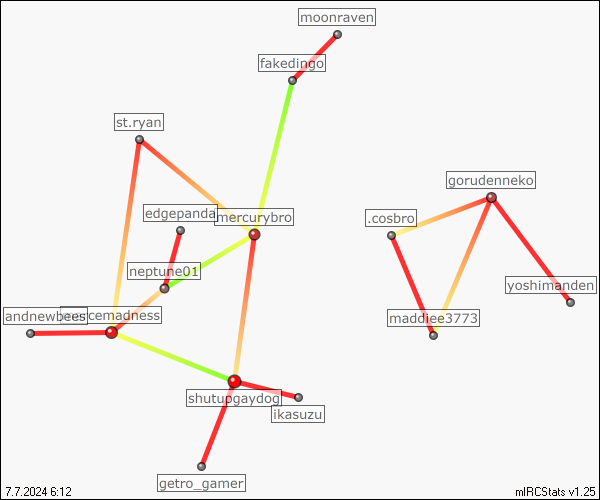 moonraven
fakedingo
st.ryan
gorudenneko
edgepanda
mercurybro
.cosbro
neptune01
yoshimanden
andnewbees
maddiee3773
shutupgaydog
ikasuzu
getro_gamer
7.7.2024 6:12
mIRCStats v1.25